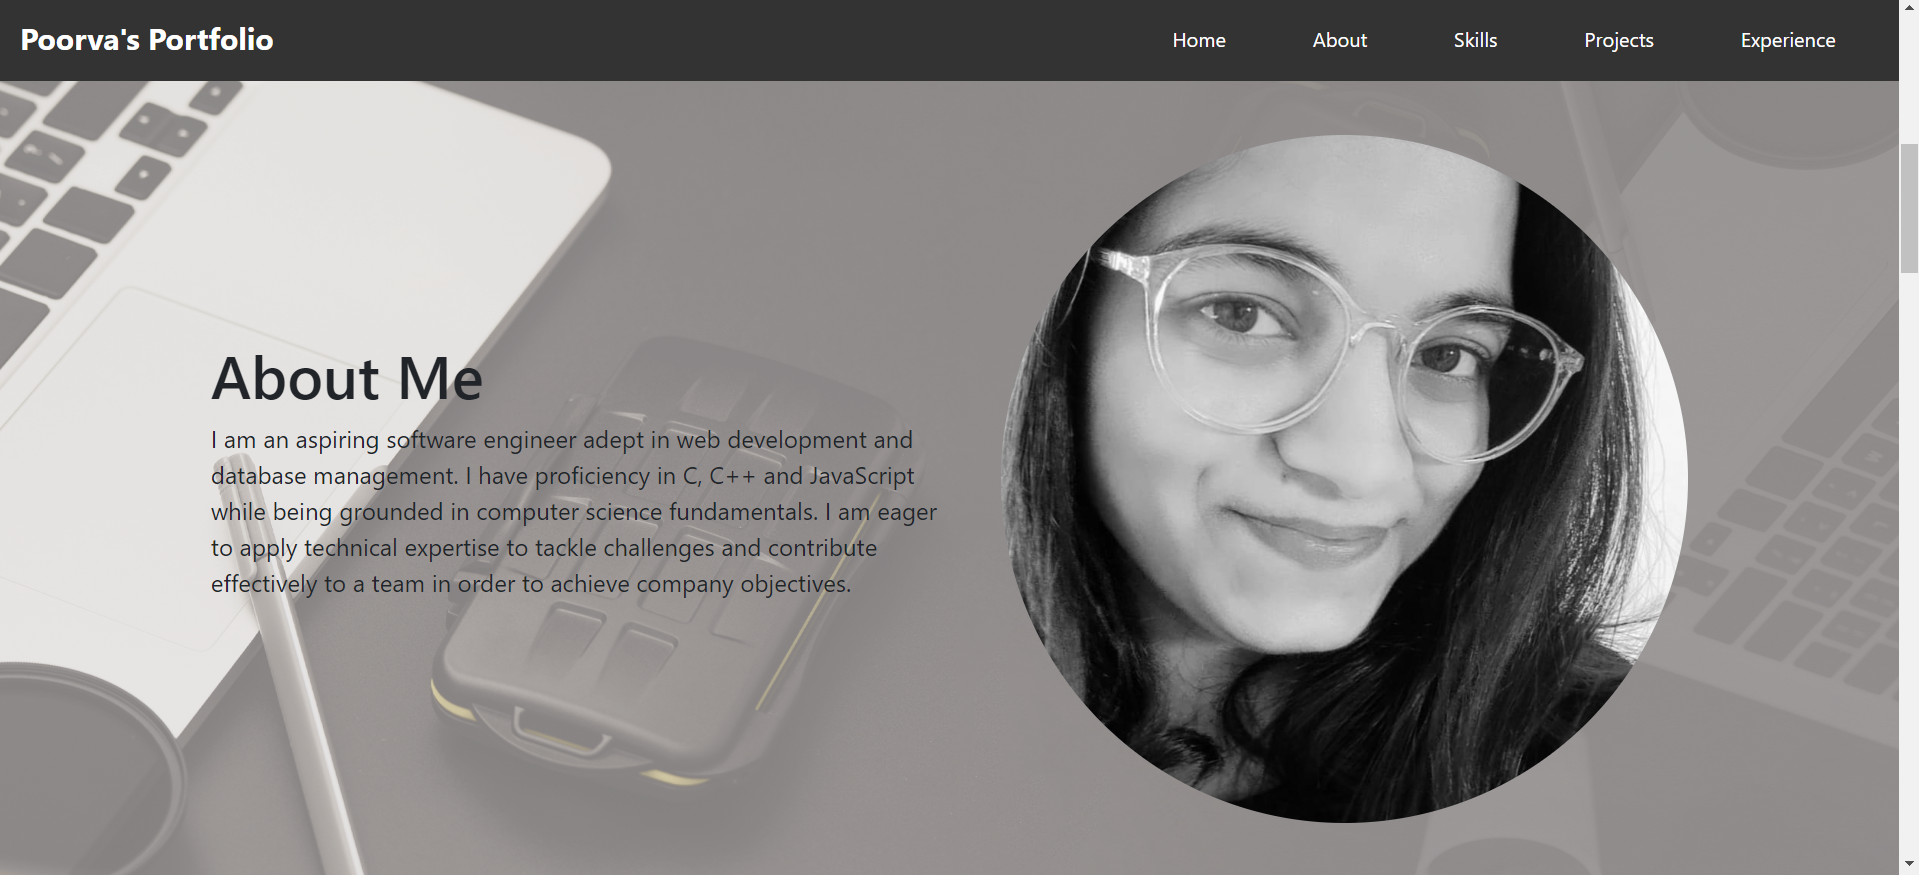 Poorva's Portfolio
Home
About
Skills
Projects
Experience
About Me
I am an aspiring software engineer adept in web development and
database management. I have proficiency in C, C++ and JavaScript
while being grounded in computer science fundamentals. I am eager
to apply technical expertise to tackle challenges and contribute
effectively to a team in order to achieve company objectives.